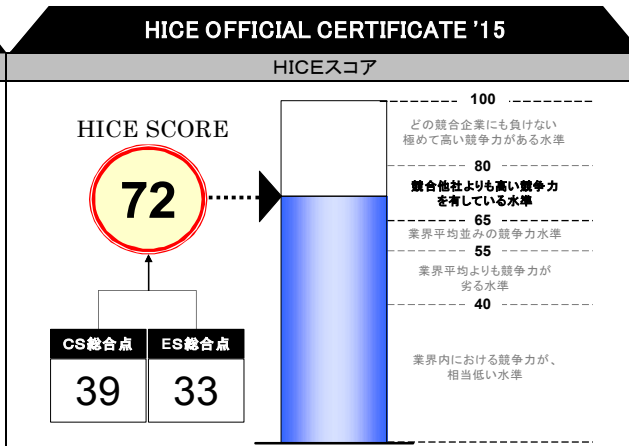 HICE OFFICIAL CERTIFICATE '15
HICEスコア
HICE SCORE
72
CS総合点
ES総合点
39
33
100
どの競合企業にも負けない
極めて高い競争力がある水準
80
競合他社よりも高い競争力
を有している水準
65
業界平均並みの競争力水準
55
業界平均よりも競争力が
劣る水準
40
業界内における競争力が、
相当低い水準